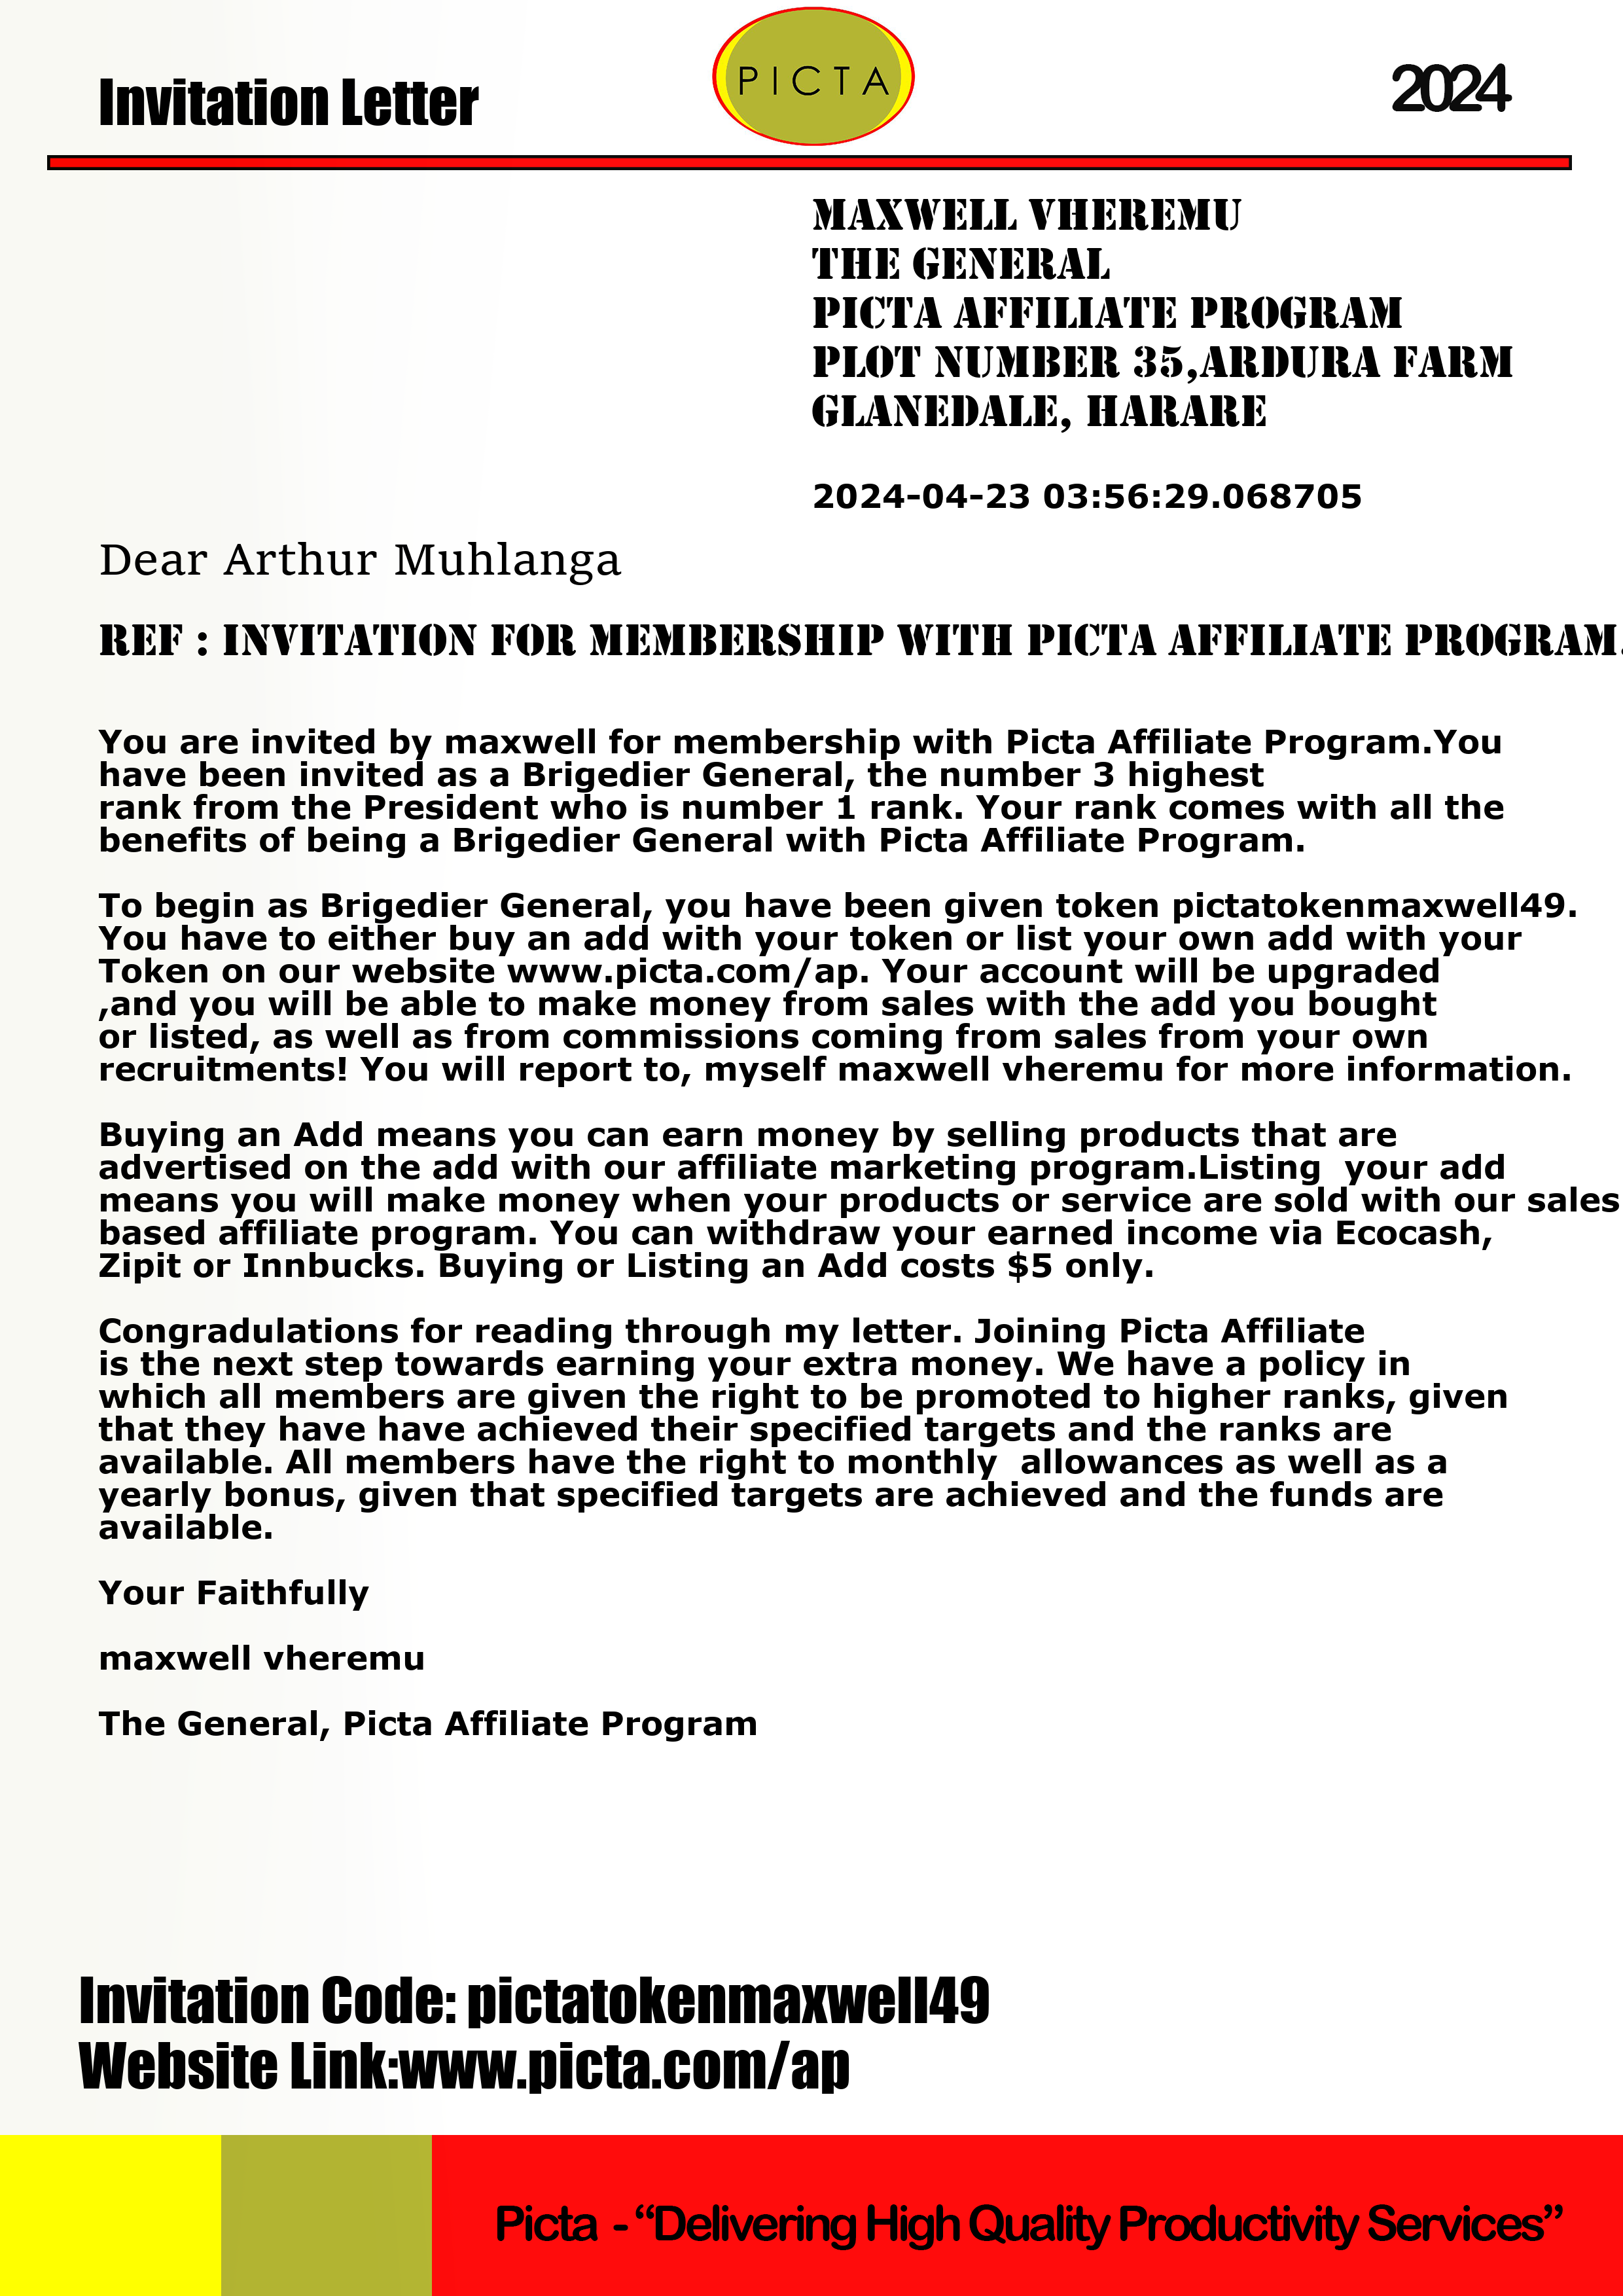 Invitation Letter
PICTA
2024
MAXWELL VHEREMU
THE GENERAL
PICTA AFFILIATE PROGRAM
PLOT NUMBER 35,ARDURA FARM
GLANEDALE, HARARE
2024-04-23 03:56:29.068705
Dear Arthur Muhlanga
REF : INVITATION FOR MEMBERSHIP WITH PICTA AFFILIATE PROGRAM.
You are invited by maxwell for membership with Picta Affiliate Program.You
have been invited as a Brigedier General, the number 3 highest
rank from the President who is number 1 rank. Your rank comes with all the
benefits of being a Brigedier General with Picta Affiliate Program.
To begin as Brigedier General, you have been given token pictatokenmaxwell49.
You have to either buy an add with your token or list your own add with your
Token on our website www.picta.com/ap. Your account will be upgraded
,and you will be able to make money from sales with the add you bought
or listed, as well as from commissions coming from sales from your own
recruitments! You will report to, myself maxwell vheremu for more information.
Buying an Add means you can earn money by selling products that are
advertised on the add with our affiliate marketing program.Listing  your add
means you will make money when your products or service are sold with our sales
based affiliate program. You can withdraw your earned income via Ecocash,
Zipit or Innbucks. Buying or Listing an Add costs $5 only.
Congradulations for reading through my letter. Joining Picta Affiliate
is the next step towards earning your extra money. We have a policy in
which all members are given the right to be promoted to higher ranks, given
that they have have achieved their specified targets and the ranks are
available. All members have the right to monthly  allowances as well as a
yearly bonus, given that specified targets are achieved and the funds are
available.
Your Faithfully
maxwell vheremu
The General, Picta Affiliate Program
Invitation Code: pictatokenmaxwell49
Website Link:www.picta.com/ap
Picta - “Delivering High Quality Productivity Services”